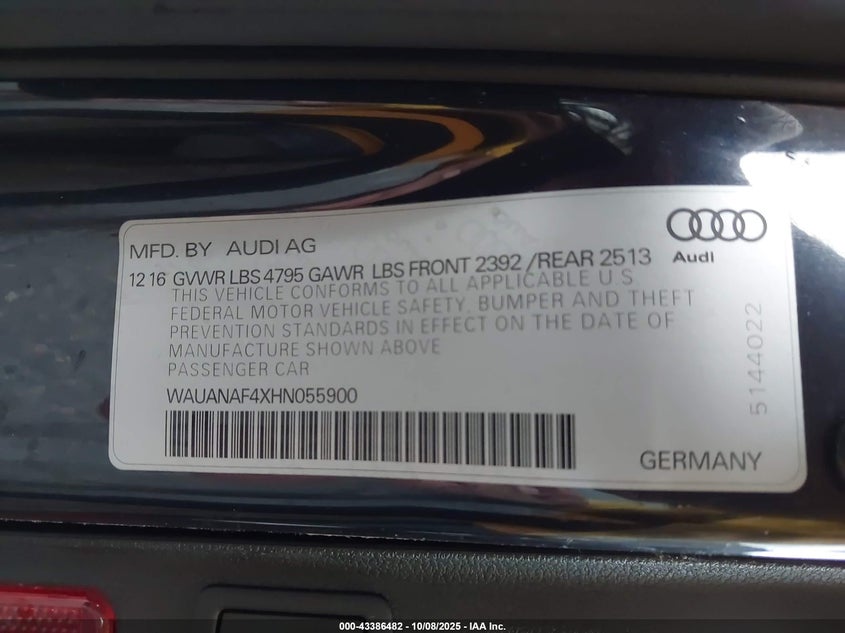 MFD. BY AUDI AG
12 16 GVWR LBS 4795 GAWR LBS FRONT 2392 /REAR 2513
THIS VEHICLE CONFORMS TO ALL APPLICABLE U S
FEDERAL MOTOR VEHICLE SAFETY, BUMPER AND THEFT
PREVENTION STANDARDS IN EFFECT ON THE DATE OF
MANUFACTURE SHOWN ABOVE
PASSENGER CAR
WAUANAF4XHN055900
Audi
5144022
GERMANY
000-43386482 - 10/08/2025 - IAA Inc.